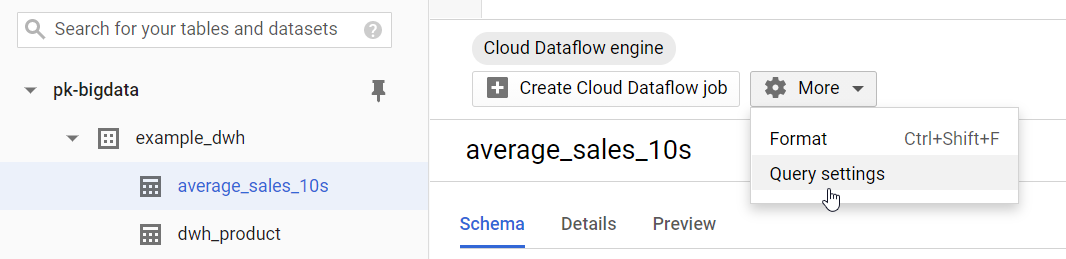 Search for your tables and datasets
pk-bigdata
example_dwh
average_sales_10s
dwh_product
Cloud Dataflow engine
Create Cloud Dataflow job
More
Format Ctrl+Shift+F
Query settings
average_sales_10s
Schema Details Preview